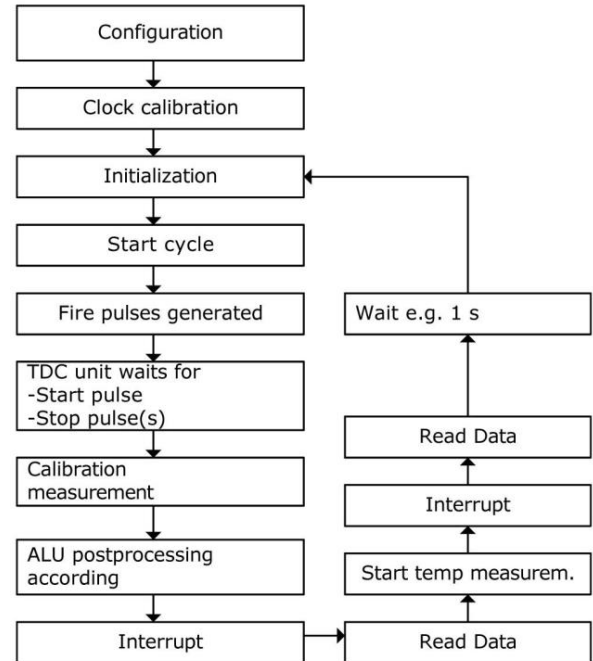 Configuration
Clock calibration
Initialization
Start cycle
Fire pulses generated
TDC unit waits for
-Start pulse
-Stop pulse(s)
Calibration
measurement
ALU postprocessing
according
Interrupt
Read Data
Start temp measurem.
Interrupt
Read Data
Wait e.g. 1 s